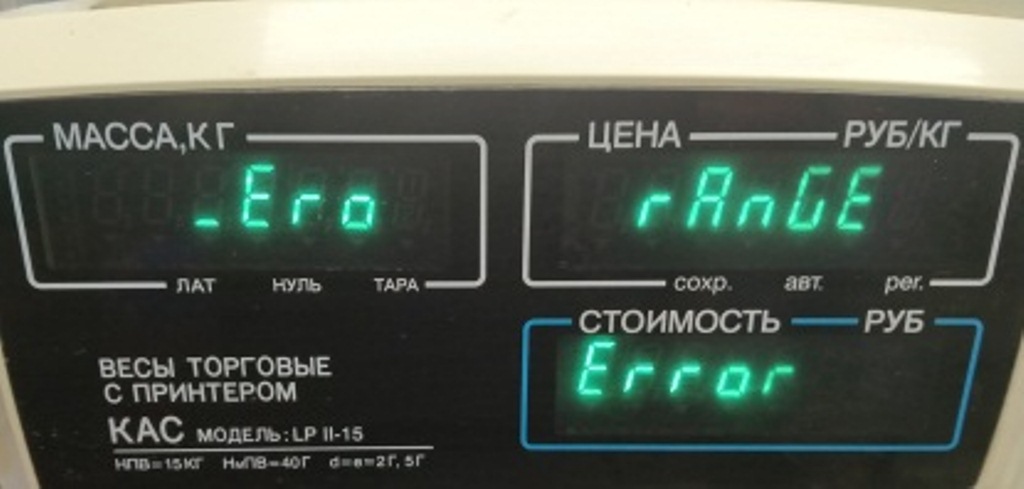 МАССА,КГ
_Ero
ЛАТ НУЛЬ ТАРА
ЦЕНА РУБ/КГ
rAnGE
сохр. авт. рег.
СТОИМОСТЬ РУБ
Error
ВЕСЫ ТОРГОВЫЕ
С ПРИНТЕРОМ
КАС МОДЕЛЬ: LP II-15
НПВ=15КГ НмПВ=40Г d=e=2Г, 5Г